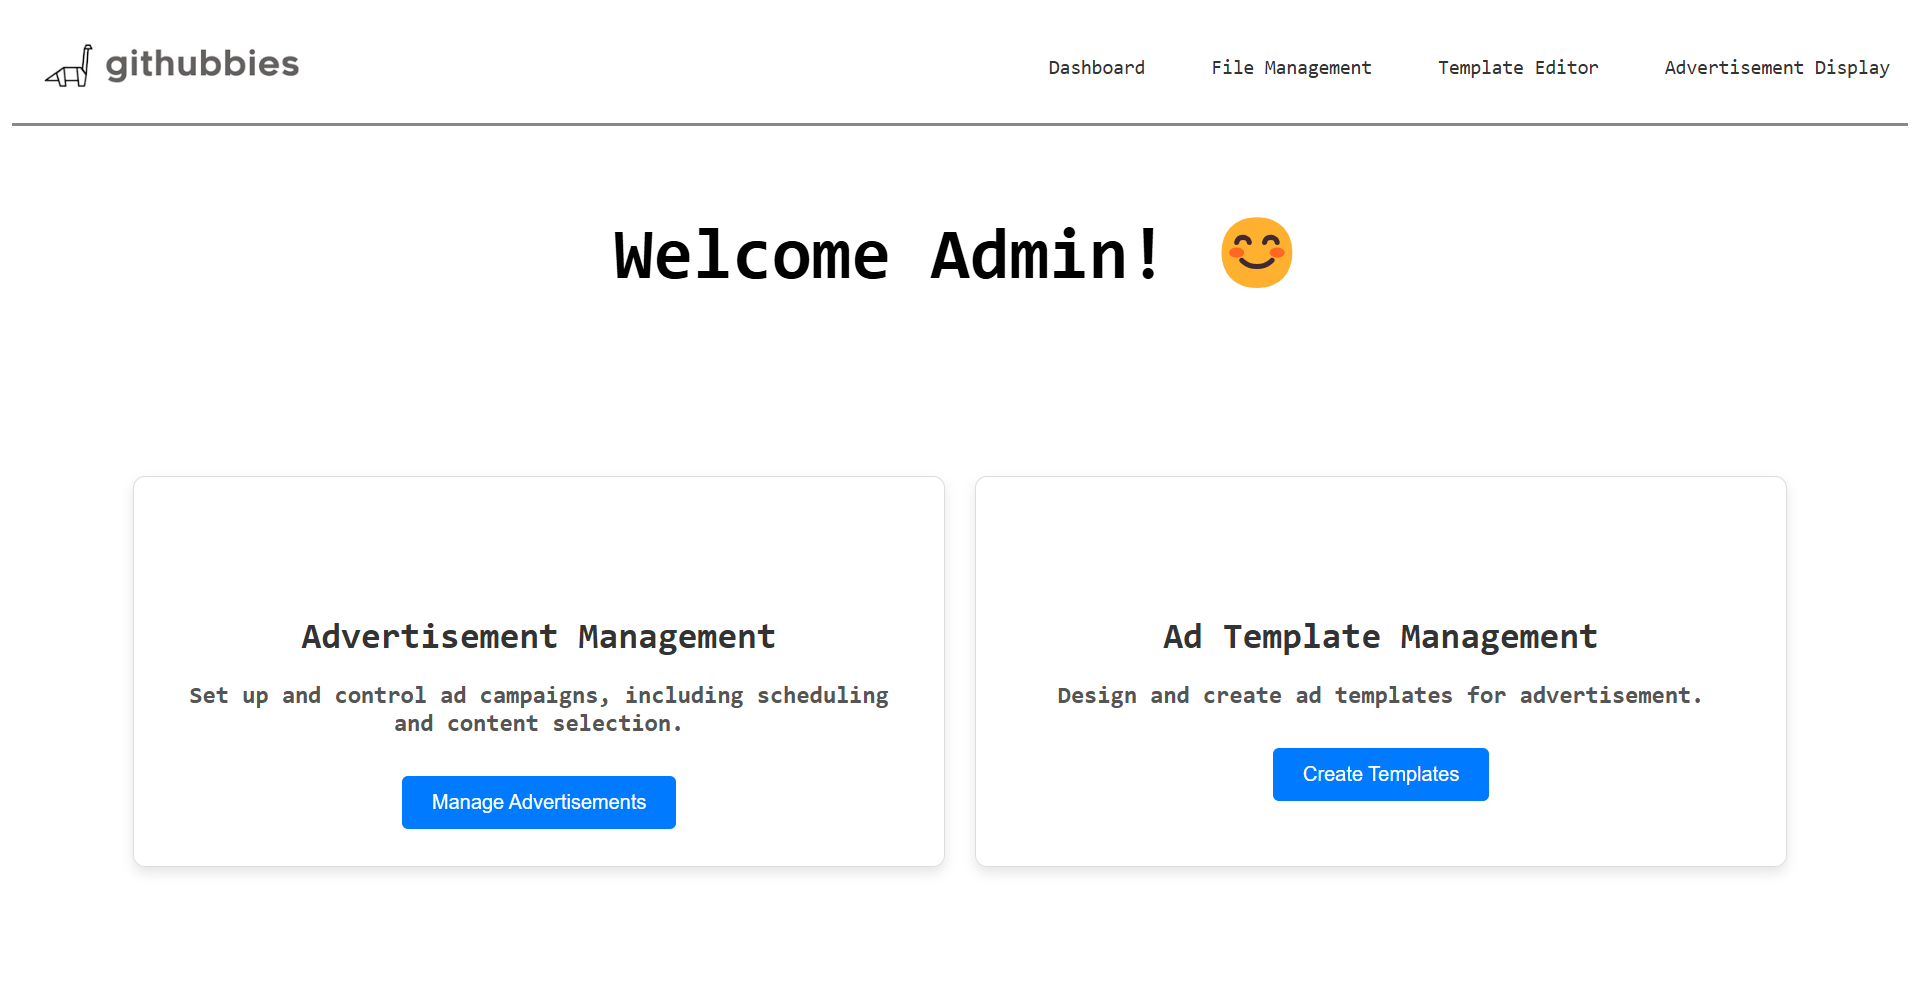 githubbies
Dashboard File Management Template Editor Advertisement Display
Welcome Admin! 😊
Advertisement Management
Set up and control ad campaigns, including scheduling
and content selection.
Manage Advertisements
Ad Template Management
Design and create ad templates for advertisement.
Create Templates